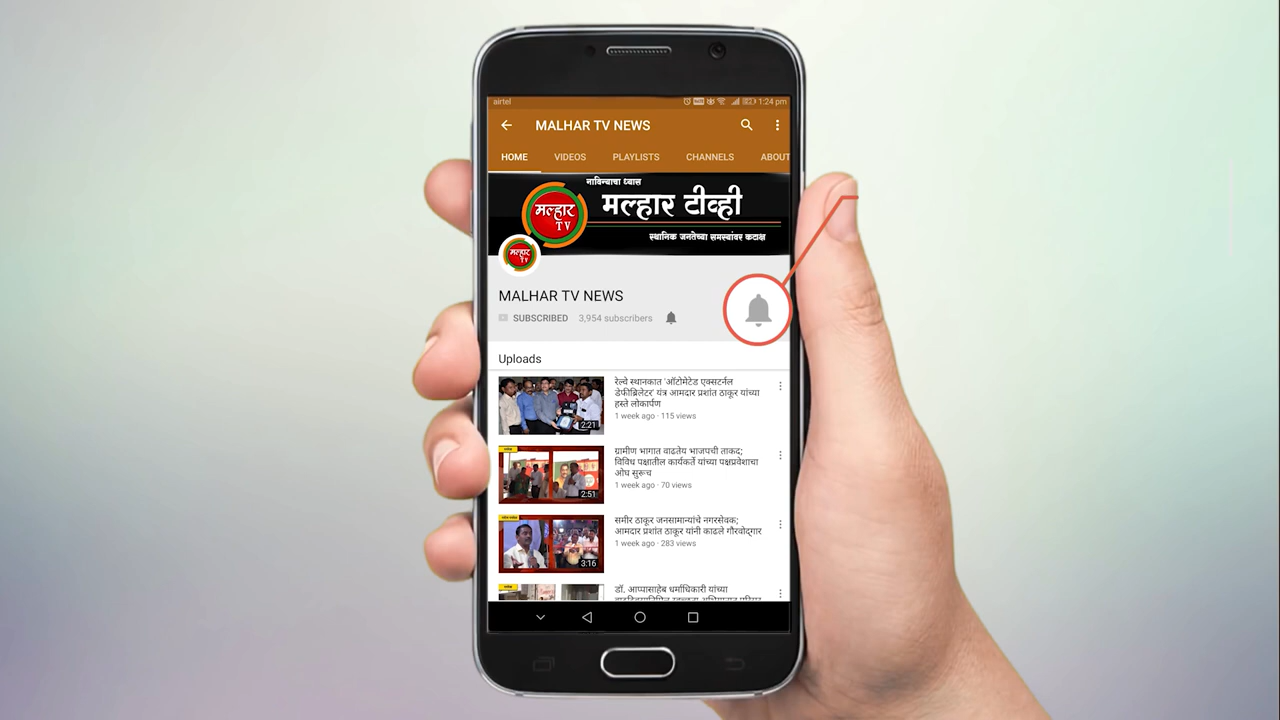 airtel 1:24 pm
MALHAR TV NEWS
HOME VIDEOS PLAYLISTS CHANNELS ABOUT
नाविन्याचा ध्यास
मल्हार टीव्ही
मल्हार
TV
स्थानिक जनतेच्या समस्यांवर कटाक्ष
मल्हार
TV
MALHAR TV NEWS
SUBSCRIBED 3,954 subscribers
Uploads
रेल्वे स्थानकात 'ऑटोमेटेड एक्सटर्नल
डेफीब्रिलेटर' यंत्र आमदार प्रशांत ठाकूर यांच्या
हस्ते लोकार्पण
1 week ago · 115 views
2:21
ग्रामीण भागात वाढतेय भाजपची ताकद;
विविध पक्षातील कार्यकर्ते यांच्या पक्षप्रवेशाचा
ओघ सुरूच
1 week ago · 70 views
2:51
समीर ठाकूर जनसामान्यांचे नगरसेवक;
आमदार प्रशांत ठाकूर यांनी काढले गौरवोद्गार
1 week ago · 283 views
3:16
डॉ. आप्पासाहेब धर्माधिकारी यांच्या